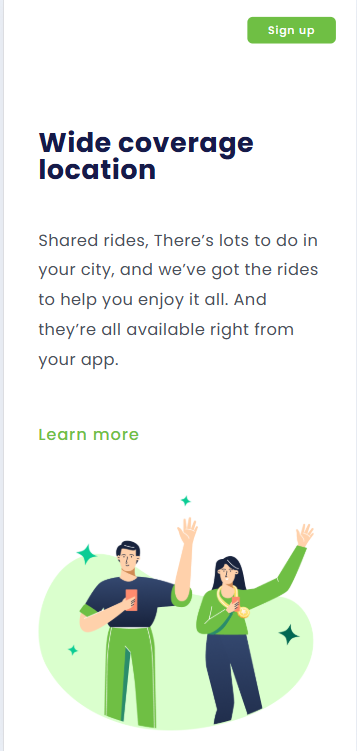 Sign up
Wide coverage
location
Shared rides, There’s lots to do in
your city, and we’ve got the rides
to help you enjoy it all. And
they’re all available right from
your app.
Learn more